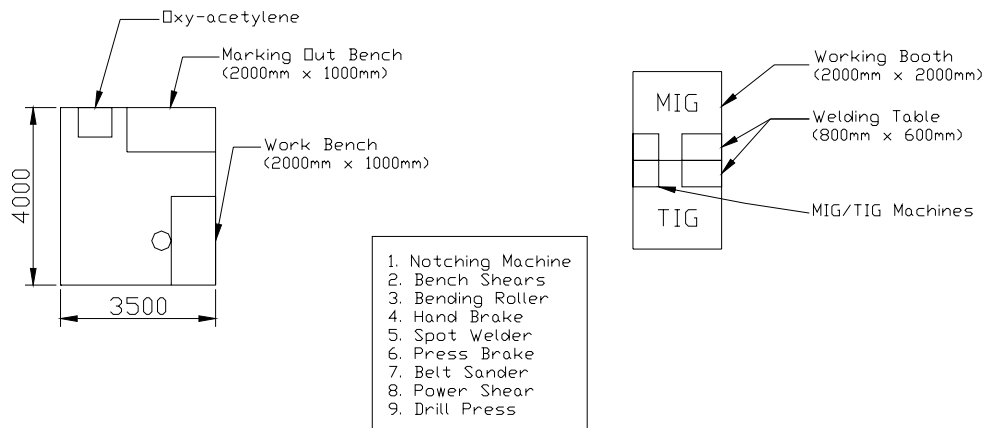 Oxy-acetylene
Marking Out Bench
(2000mm x 1000mm)
Work Bench
(2000mm x 1000mm)
4000
3500
1. Notching Machine
2. Bench Shears
3. Bending Roller
4. Hand Brake
5. Spot Welder
6. Press Brake
7. Belt Sander
8. Power Shear
9. Drill Press
MIG
TIG
Working Booth
(2000mm x 2000mm)
Welding Table
(800mm x 600mm)
MIG/TIG Machines